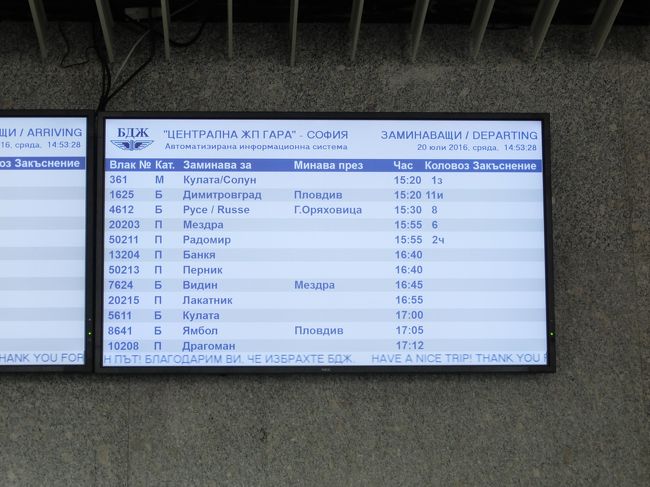 ЩИ / ARRIVING
16, сряда, 14:53:28
воз Закъснение
HANK YOU FOR
БДЖ "ЦЕНТРАЛНА ЖП ГАРА" - СОФИЯ ЗАМИНАВАЩИ / DEPARTING
Автоматизирана информационна система 20 юли 2016, сряда, 14:53:28
Влак № Кат. Заминава за Минава през Час Коловоз Закъснение
361 М Кулата/Солун 15:20 1з
1625 Б Димитровград Пловдив 15:20 11и
4612 Б Русе / Russe Г.Оряховица 15:30 8
20203 П Мездра 15:55 6
50211 П Радомир 15:55 2ч
13204 П Банкя 16:40
50213 П Перник 16:40
7624 Б Видин Мездра 16:45
20215 П Лакатник 16:55
5611 Б Кулата 17:00
8641 Б Ямбол Пловдив 17:05
10208 П Драгоман 17:12
Н ПЪТ! БЛАГОДАРИМ ВИ, ЧЕ ИЗБРАХТЕ БДЖ. HAVE A NICE TRIP! THANK YOU FOR